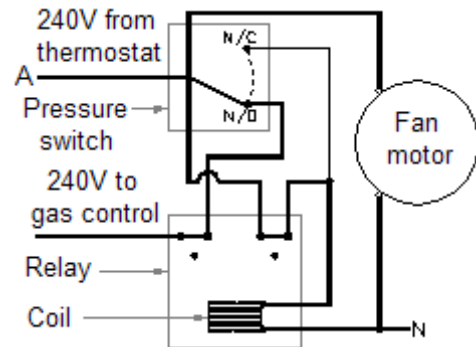 240V from
thermostat
A
Pressure
switch
N/C
N/O
Fan
motor
240V to
gas control
Relay
Coil
N